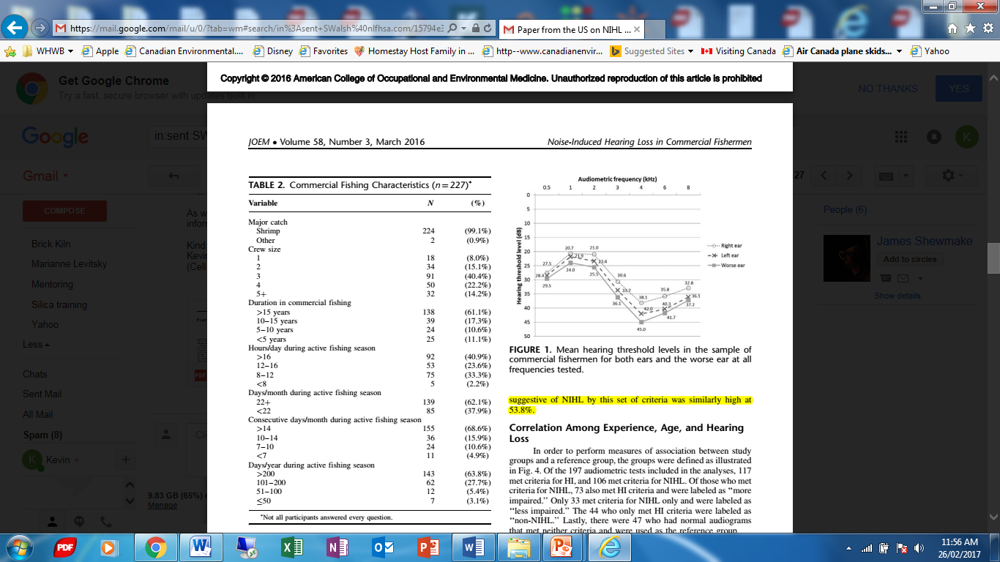 https://mail.google.com/mail/u/0/?tab=wm#search/in%3Asent+SWalsh%40nlfhsa.com/15794e3
Paper from the US on NIHL ...
WHWB
Apple
Canadian Environmental....
Disney
Favorites
Homestay Host Family in ...
http--www.canadianenvir...
Suggested Sites
Visiting Canada
Air Canada plane skids...
Yahoo
Get Google Chrome
Try a fast, secure browser with updates built in
NO THANKS
YES
Google
in:sent SW
K
Gmail
27
COMPOSE
Brick Kiln
Marianne Levitsky
Mentoring
Silica training
Yahoo
Less
Chats
Sent Mail
All Mail
Spam (8)
K
Kevin
As w
infor
Kind
Kevin
(Cell
PDF
Clic
9.83 GB (65%)
Manage
People (6)
James Shewmake
Add to circles
Show details
Copyright © 2016 American College of Occupational and Environmental Medicine. Unauthorized reproduction of this article is prohibited
JOEM • Volume 58, Number 3, March 2016
Noise-Induced Hearing Loss in Commercial Fishermen
TABLE 2. Commercial Fishing Characteristics (n=227)*
Variable N (%)
Major catch
Shrimp 224 (99.1%)
Other 2 (0.9%)
Crew size
1 18 (8.0%)
2 34 (15.1%)
3 91 (40.4%)
4 50 (22.2%)
5+ 32 (14.2%)
Duration in commercial fishing
>15 years 138 (61.1%)
10–15 years 39 (17.3%)
5–10 years 24 (10.6%)
<5 years 25 (11.1%)
Hours/day during active fishing season
>16 92 (40.9%)
12–16 53 (23.6%)
8–12 75 (33.3%)
<8 5 (2.2%)
Days/month during active fishing season
22+ 139 (62.1%)
<22 85 (37.9%)
Consecutive days/month during active fishing season
>14 155 (68.6%)
10–14 36 (15.9%)
7–10 24 (10.6%)
<7 11 (4.9%)
Days/year during active fishing season
>200 143 (63.8%)
101–200 62 (27.7%)
51–100 12 (5.4%)
≤50 7 (3.1%)
*Not all participants answered every question.
Audiometric frequency (kHz)
0.5 1 2 3 4 6 8
Hearing threshold level (dB)
0
5
10
15
20
25
30
35
40
45
50
27.5 20.7 21.0 30.6 38.1 35.8 32.8
28.4 21.9 23.4 33.7 42.0 40.3 36.1
29.5 24.0 25.5 36.1 45.0 41.7 37.2
Right ear
Left ear
Worse ear
FIGURE 1. Mean hearing threshold levels in the sample of
commercial fishermen for both ears and the worse ear at all
frequencies tested.
suggestive of NIHL by this set of criteria was similarly high at
53.8%.
Correlation Among Experience, Age, and Hearing
Loss
In order to perform measures of association between study
groups and a reference group, the groups were defined as illustrated
in Fig. 4. Of the 197 audiometric tests included in the analyses, 117
met criteria for HI, and 106 met criteria for NIHL. Of those who met
criteria for NIHL, 73 also met HI criteria and were labeled as “more
impaired.” Only 33 met criteria for NIHL only and were labeled as
“less impaired.” The 44 who only met HI criteria were labeled as
“non-NIHL.” Lastly, there were 47 who had normal audiograms
that met neither criteria and were used as the reference group.
PDF
11:56 AM
26/02/2017